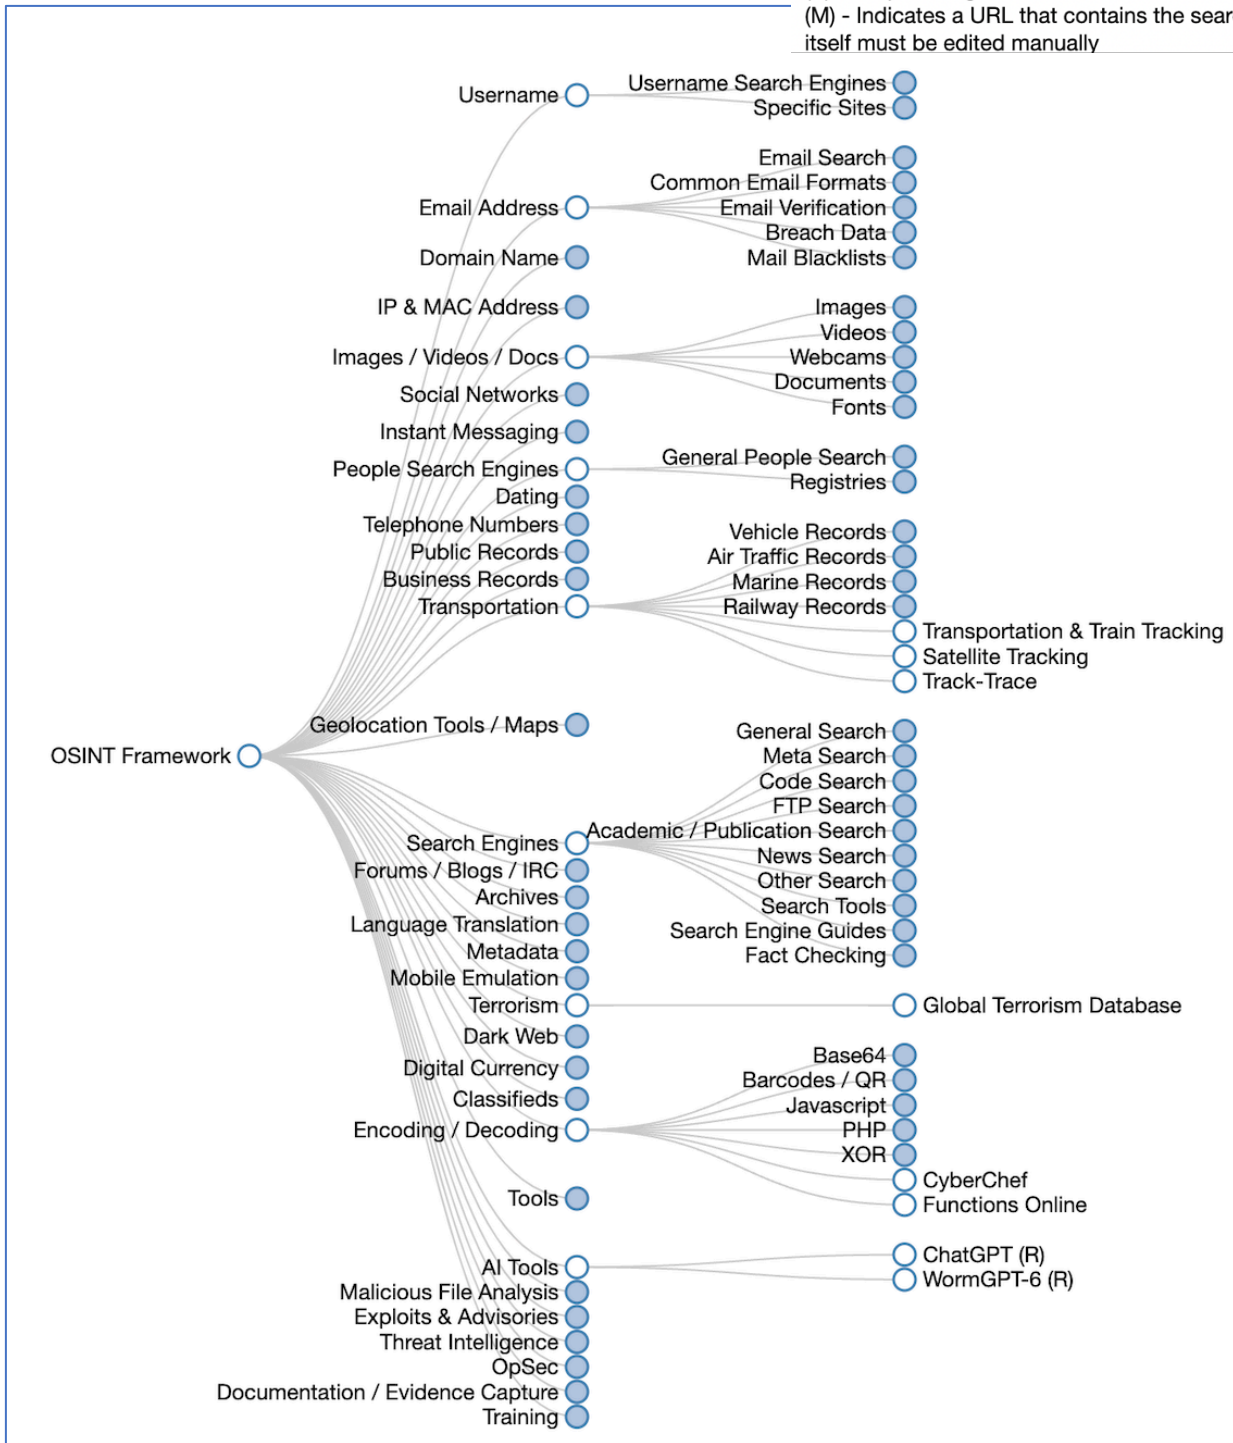 (M) - Indicates a URL that contains the sear
itself must be edited manually
Username
Username Search Engines
Specific Sites
Email Address
Email Search
Common Email Formats
Email Verification
Breach Data
Mail Blacklists
Domain Name
IP & MAC Address
Images / Videos / Docs
Images
Videos
Webcams
Documents
Fonts
Social Networks
Instant Messaging
People Search Engines
General People Search
Registries
Dating
Telephone Numbers
Public Records
Business Records
Transportation
Vehicle Records
Air Traffic Records
Marine Records
Railway Records
Transportation & Train Tracking
Satellite Tracking
Track-Trace
OSINT Framework
Geolocation Tools / Maps
Search Engines
General Search
Meta Search
Code Search
FTP Search
Academic / Publication Search
News Search
Other Search
Search Tools
Search Engine Guides
Fact Checking
Forums / Blogs / IRC
Archives
Language Translation
Metadata
Mobile Emulation
Terrorism
Global Terrorism Database
Dark Web
Digital Currency
Classifieds
Encoding / Decoding
Base64
Barcodes / QR
Javascript
PHP
XOR
CyberChef
Functions Online
Tools
AI Tools
ChatGPT (R)
WormGPT-6 (R)
Malicious File Analysis
Exploits & Advisories
Threat Intelligence
OpSec
Documentation / Evidence Capture
Training